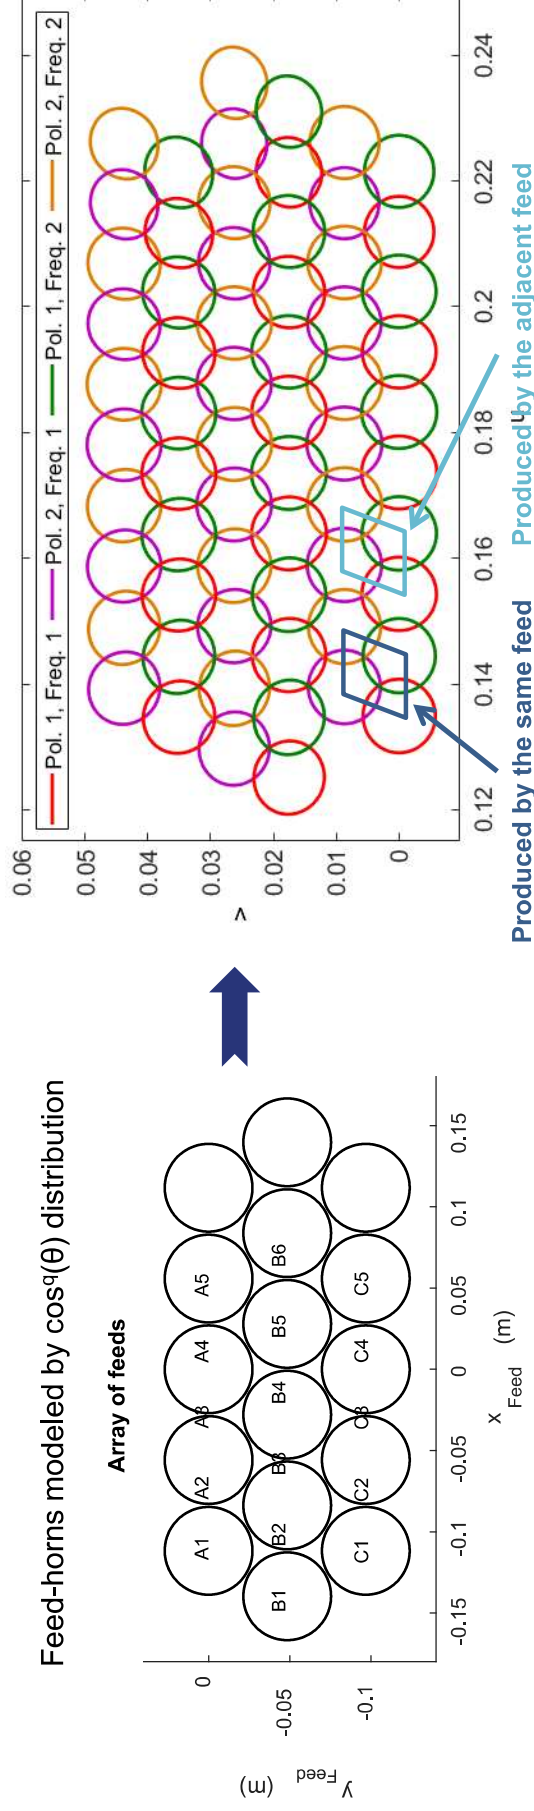 Feed-horns modeled by cosq(θ) distribution
Array of feeds
A1
A2
A3
A4
A5
B1
B2
B3
B4
B5
B6
C1
C2
C3
C4
C5
0
-0.05
-0.1
yFeed (m)
-0.15
-0.1
-0.05
0
0.05
0.1
0.15
xFeed (m)
Pol. 1, Freq. 1
Pol. 2, Freq. 1
Pol. 1, Freq. 2
Pol. 2, Freq. 2
0.06
0.05
0.04
0.03
0.02
0.01
0
v
0.12
0.14
0.16
0.18
0.2
0.22
0.24
u
Produced by the same feed
Produced by the adjacent feed